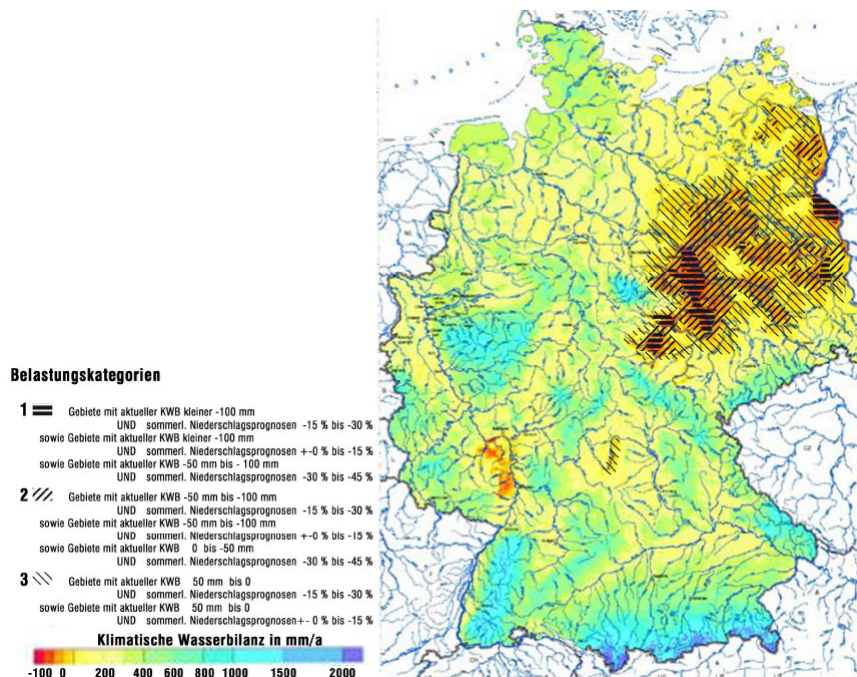 Belastungskategorien
1 Gebiete mit aktueller KWB kleiner -100 mm
UND sommerl. Niederschlagsprognosen -15 % bis -30 %
sowie Gebiete mit aktueller KWB kleiner -100 mm
UND sommerl. Niederschlagsprognosen +-0 % bis -15 %
sowie Gebiete mit aktueller KWB -50 mm bis - 100 mm
UND sommerl. Niederschlagsprognosen -30 % bis -45 %
2 Gebiete mit aktueller KWB -50 mm bis -100 mm
UND sommerl. Niederschlagsprognosen -15 % bis -30 %
sowie Gebiete mit aktueller KWB -50 mm bis -100 mm
UND sommerl. Niederschlagsprognosen +-0 % bis -15 %
sowie Gebiete mit aktueller KWB 0 bis -50 mm
UND sommerl. Niederschlagsprognosen -30 % bis -45 %
3 Gebiete mit aktueller KWB 50 mm bis 0
UND sommerl. Niederschlagsprognosen -15 % bis -30 %
sowie Gebiete mit aktueller KWB 50 mm bis 0
UND sommerl. Niederschlagsprognosen+- 0 % bis -15 %
Klimatische Wasserbilanz in mm/a
-100 0 200 400 600 800 1000 1500 2000